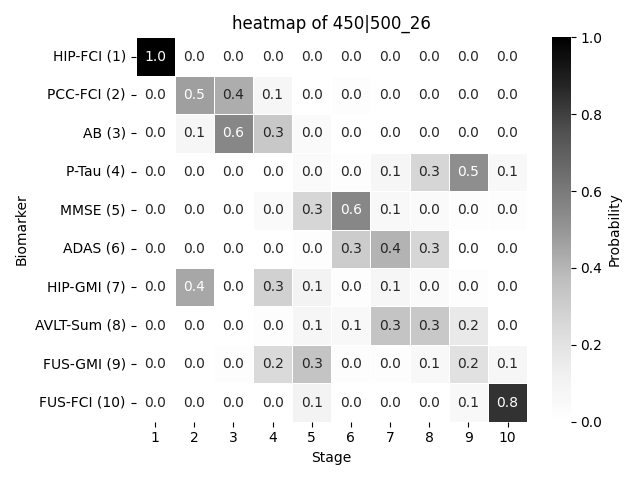 heatmap of 450|500_26
HIP-FCI (1) 1.0 0.0 0.0 0.0 0.0 0.0 0.0 0.0 0.0 0.0
PCC-FCI (2) 0.0 0.5 0.4 0.1 0.0 0.0 0.0 0.0 0.0 0.0
AB (3) 0.0 0.1 0.6 0.3 0.0 0.0 0.0 0.0 0.0 0.0
P-Tau (4) 0.0 0.0 0.0 0.0 0.0 0.0 0.1 0.3 0.5 0.1
MMSE (5) 0.0 0.0 0.0 0.0 0.3 0.6 0.1 0.0 0.0 0.0
ADAS (6) 0.0 0.0 0.0 0.0 0.0 0.3 0.4 0.3 0.0 0.0
HIP-GMI (7) 0.0 0.4 0.0 0.3 0.1 0.0 0.1 0.0 0.0 0.0
AVLT-Sum (8) 0.0 0.0 0.0 0.0 0.1 0.1 0.3 0.3 0.2 0.0
FUS-GMI (9) 0.0 0.0 0.0 0.2 0.3 0.0 0.0 0.1 0.2 0.1
FUS-FCI (10) 0.0 0.0 0.0 0.0 0.1 0.0 0.0 0.0 0.1 0.8
1 2 3 4 5 6 7 8 9 10
Stage
Biomarker
1.0
0.8
0.6
0.4
0.2
0.0
Probability